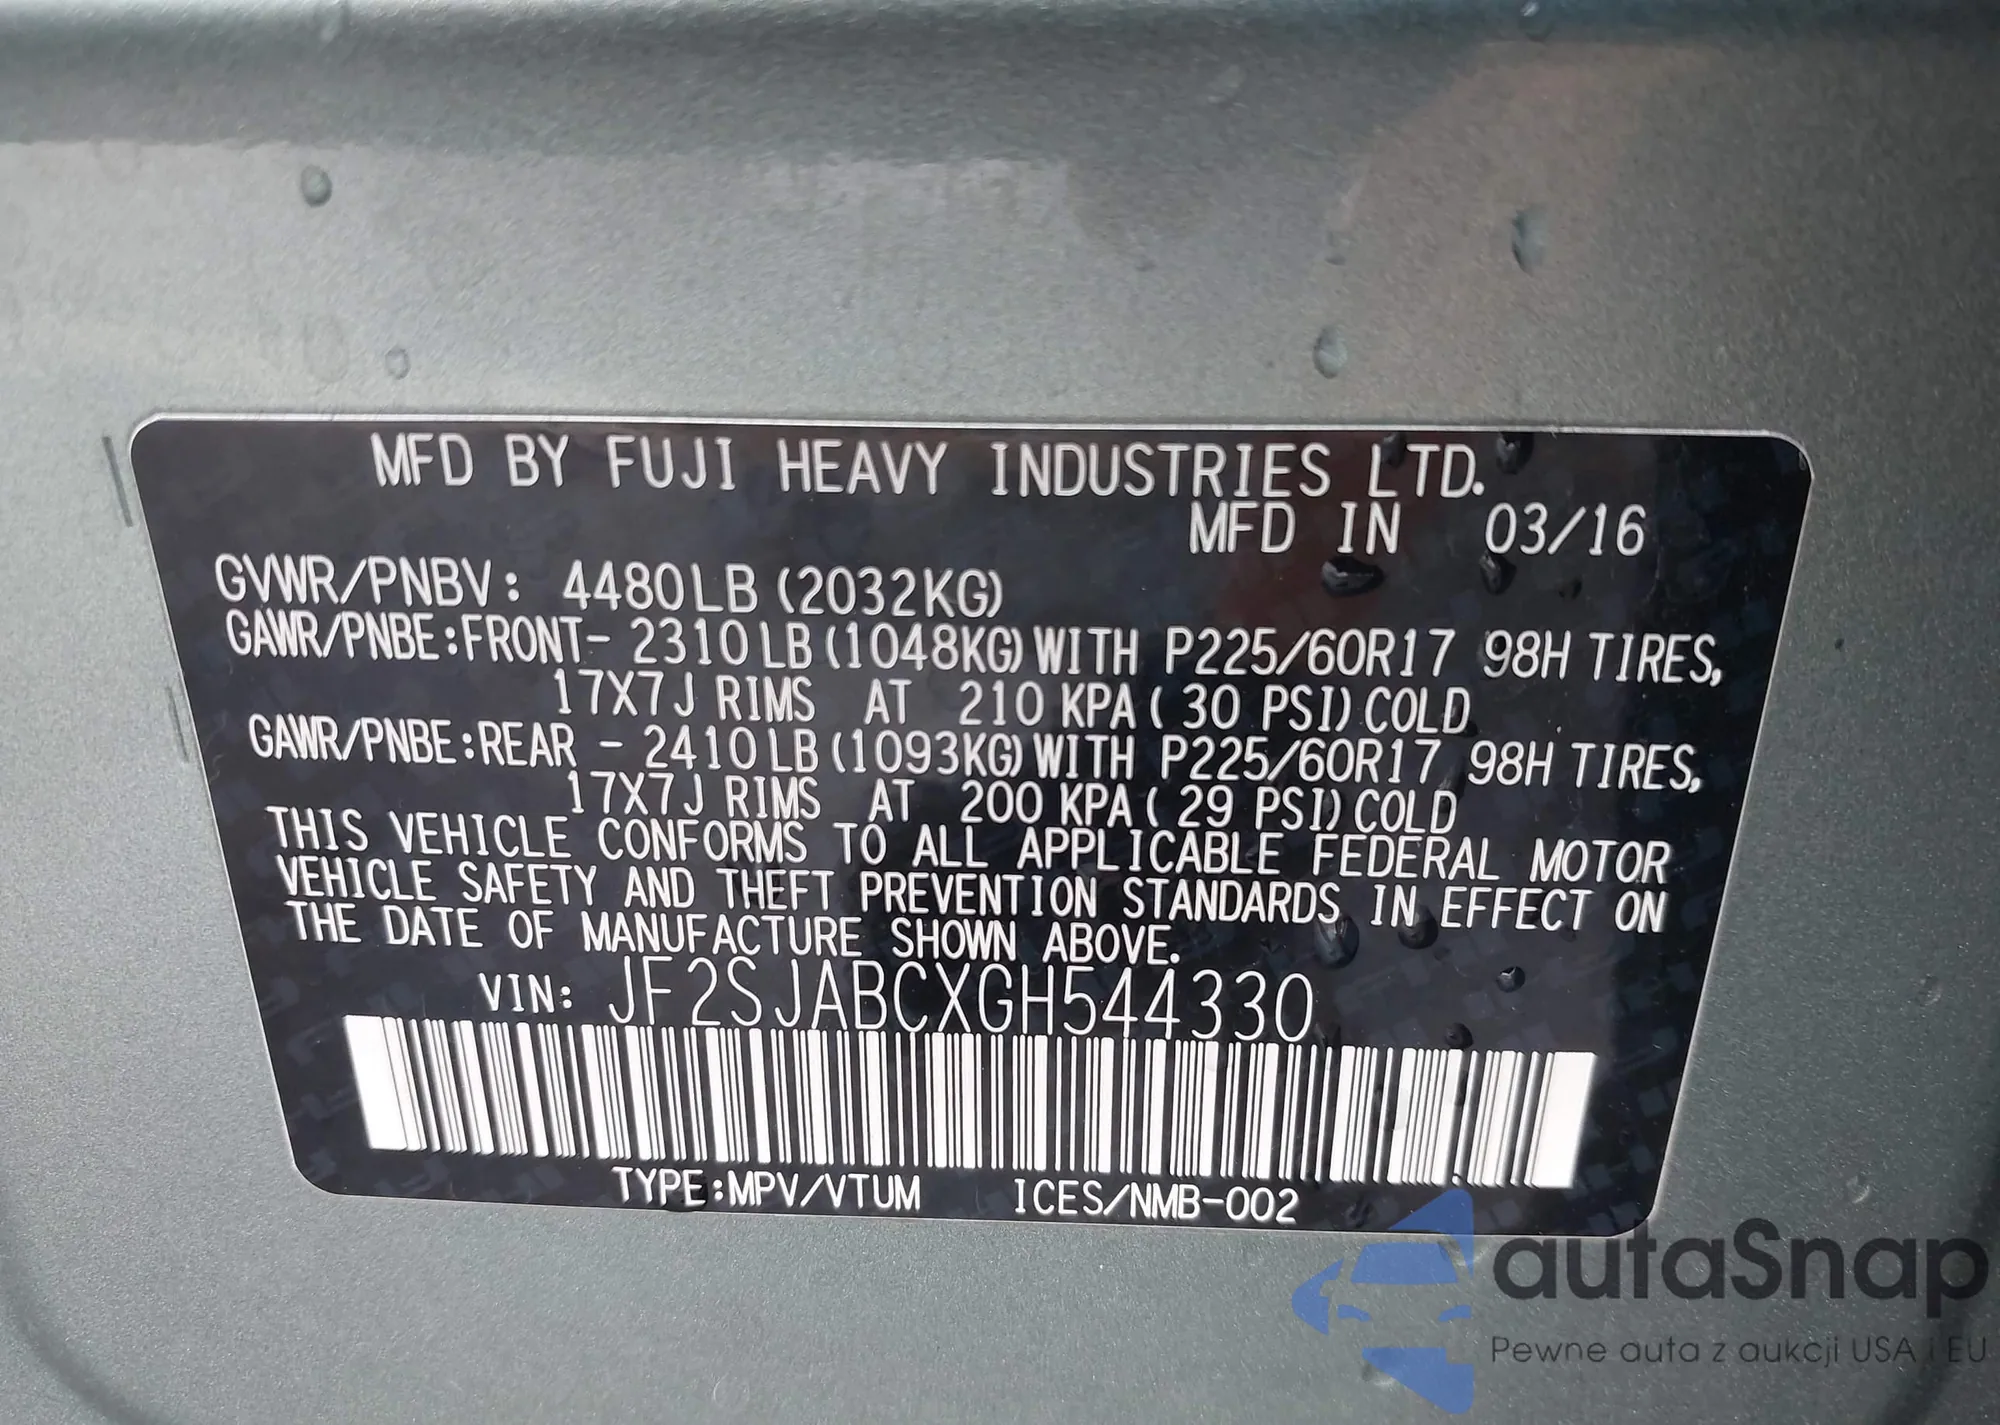 MFD BY FUJI HEAVY INDUSTRIES LTD.
MFD IN 03/16
GVWR/PNBV: 4480LB (2032KG)
GAWR/PNBE:FRONT- 2310LB (1048KG) WITH P225/60R17 98H TIRES,
17X7J RIMS AT 210 KPA ( 30 PSI) COLD
GAWR/PNBE:REAR - 2410LB (1093KG) WITH P225/60R17 98H TIRES,
17X7J RIMS AT 200 KPA ( 29 PSI) COLD
THIS VEHICLE CONFORMS TO ALL APPLICABLE FEDERAL MOTOR
VEHICLE SAFETY AND THEFT PREVENTION STANDARDS IN EFFECT ON
THE DATE OF MANUFACTURE SHOWN ABOVE.
VIN: JF2SJABCXGH544330
TYPE:MPV/VTUM ICES/NMB-002
autaSnap
Pewne auta z aukcji USA i EU